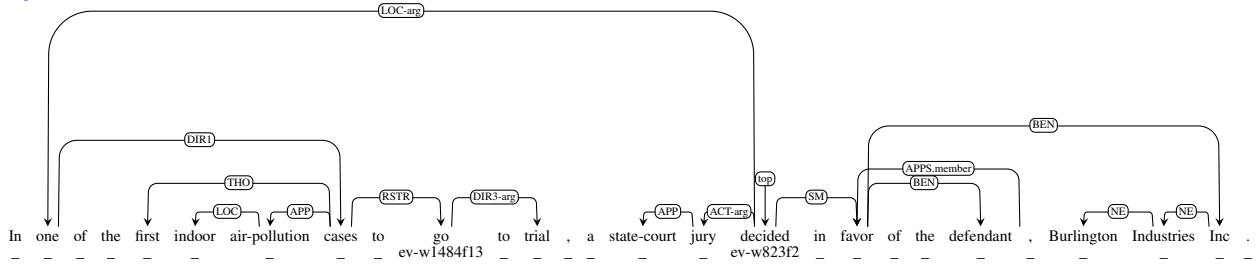 LOC-arg
DIR1
BEN
THO
APPS.member
top
BEN
RSTR
DIR3-arg
SM
LOC
APP
APP
ACT-arg
NE
NE
In one of the first indoor air-pollution cases to go to trial , a state-court jury decided in favor of the defendant , Burlington Industries Inc .
_ _ _ _ _ _ _ _ _ ev-w1484f13 _ _ _ _ _ _ ev-w823f2 _ _ _ _ _ _ _ _ _ _